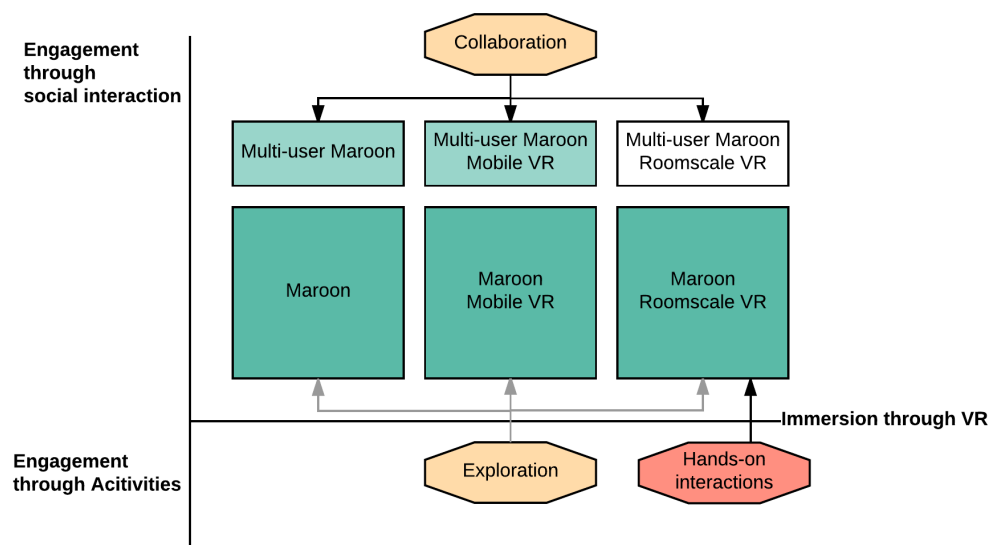 Engagement
through
social interaction
Collaboration
Multi-user Maroon
Multi-user Maroon
Mobile VR
Multi-user Maroon
Roomscale VR
Maroon
Maroon
Mobile VR
Maroon
Roomscale VR
Immersion through VR
Engagement
through Acitivities
Exploration
Hands-on
interactions